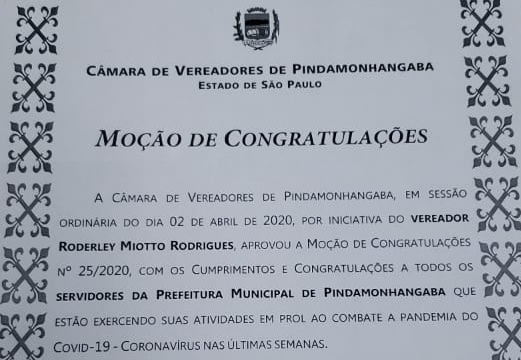 CÂMARA DE VEREADORES DE PINDAMONHANGABA
ESTADO DE SÃO PAULO
MOÇÃO DE CONGRATULAÇÕES
A CÂMARA DE VEREADORES DE PINDAMONHANGABA, EM SESSÃO
ORDINÁRIA DO DIA 02 DE ABRIL DE 2020, POR INICIATIVA DO VEREADOR
RODERLEY MIOTTO RODRIGUES, APROVOU A MOÇÃO DE CONGRATULAÇÕES
Nº 25/2020, COM OS CUMPRIMENTOS E CONGRATULAÇÕES A TODOS OS
SERVIDORES DA PREFEITURA MUNICIPAL DE PINDAMONHANGABA QUE
ESTÃO EXERCENDO SUAS ATIVIDADES EM PROL AO COMBATE A PANDEMIA DO
COVID-19 - CORONAVÍRUS NAS ÚLTIMAS SEMANAS.